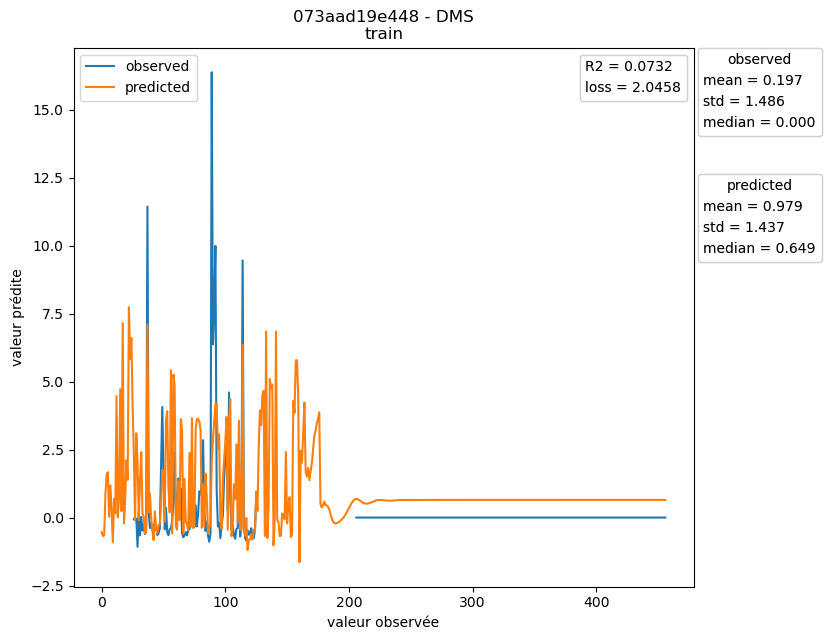 073aad19e448 - DMS
train
observed
predicted
R2 = 0.0732
loss = 2.0458
observed
mean = 0.197
std = 1.486
median = 0.000
predicted
mean = 0.979
std = 1.437
median = 0.649
valeur prédite
15.0
12.5
10.0
7.5
5.0
2.5
0.0
−2.5
0
100
200
300
400
valeur observée